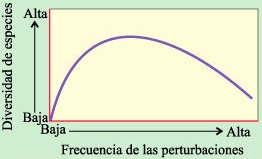 Diversidad de especies
Alta
Baja
Baja
Alta
Frecuencia de las perturbaciones